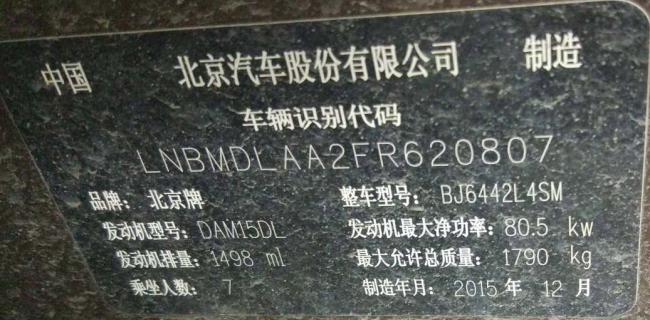 中国 北京汽车股份有限公司 制造
车辆识别代码
LNBMDLAA2FR620807
品牌：北京牌 整车型号：BJ6442L4SM
发动机型号：DAM15DL 发动机最大净功率：80.5 kw
发动机排量：1498 ml 最大允许总质量：1790 kg
乘坐人数：7 制造年月：2015 年 12 月